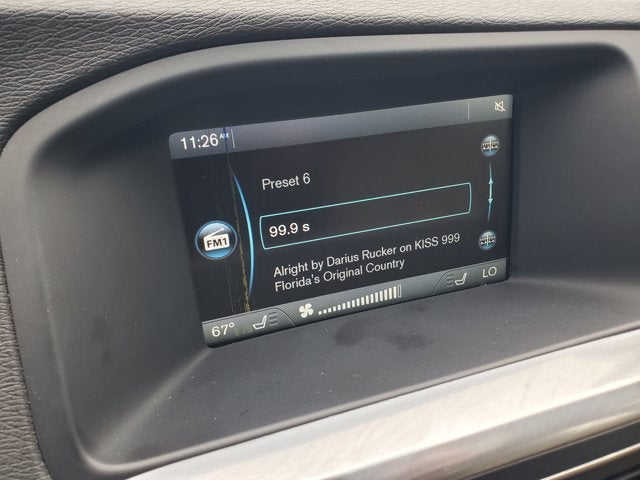 11:26 AM
Preset 6
99.9 s
FM1
Alright by Darius Rucker on KISS 999
Florida's Original Country
67° LO